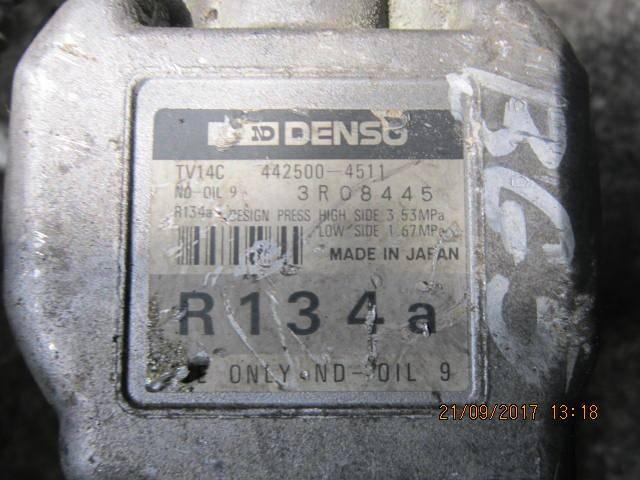 ND DENSO
TV14C 442500-4511
ND-OIL 9 3R08445
R134a DESIGN PRESS HIGH SIDE 3.53MPa
LOW SIDE 1.67MPa
MADE IN JAPAN
R134a
ONLY ND-OIL 9
21/09/2017 13:18